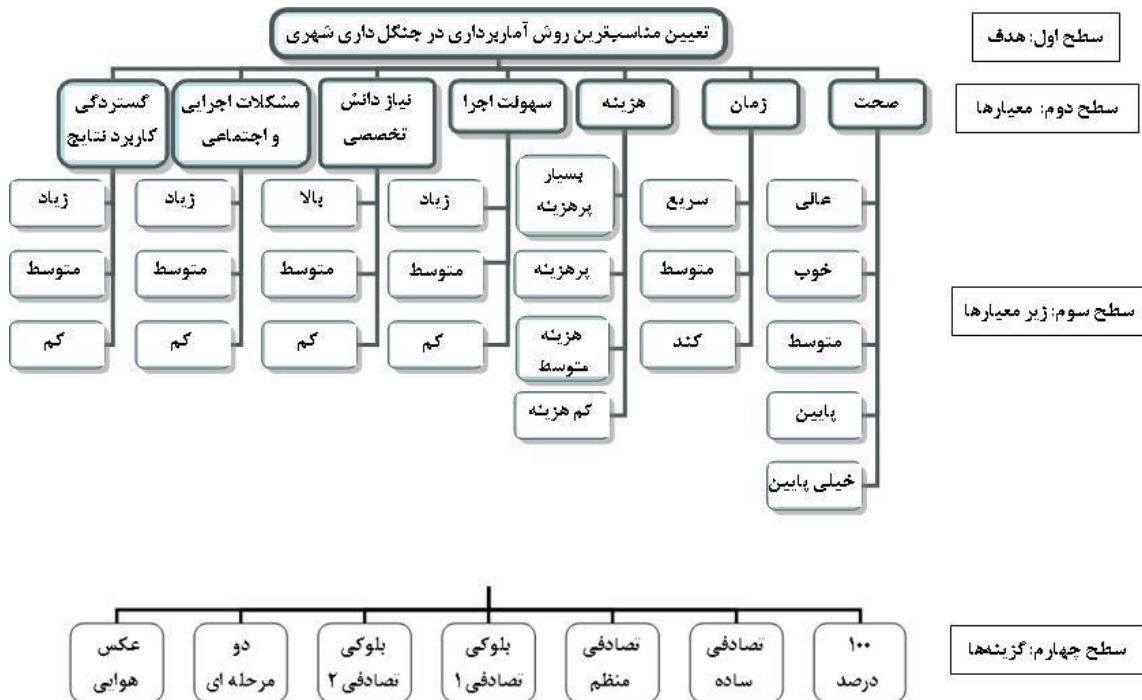 تعیین مناسبترین روش آماربرداری در جنگل داری شهری
سطح اول: هدف
صحت
زمان
هزینه
سهولت اجرا
نیاز دانش
تخصصی
مشکلات اجرایی
و اجتماعی
گستردگی
کاربرد نتایج
سطح دوم: معیارها
عالی
خوب
متوسط
پایین
خیلی پایین
سریع
متوسط
کند
بسیار
پرهزینه
پرهزینه
هزینه
متوسط
کم هزینه
زیاد
متوسط
کم
بالا
متوسط
کم
زیاد
متوسط
کم
زیاد
متوسط
کم
سطح سوم: زیر معیارها
۱۰۰
درصد
تصادفی
ساده
تصادفی
منظم
بلوکی
تصادفی ۱
بلوکی
تصادفی ۲
دو
مرحله ای
عکس
هوایی
سطح چهارم: گزینه‌ها